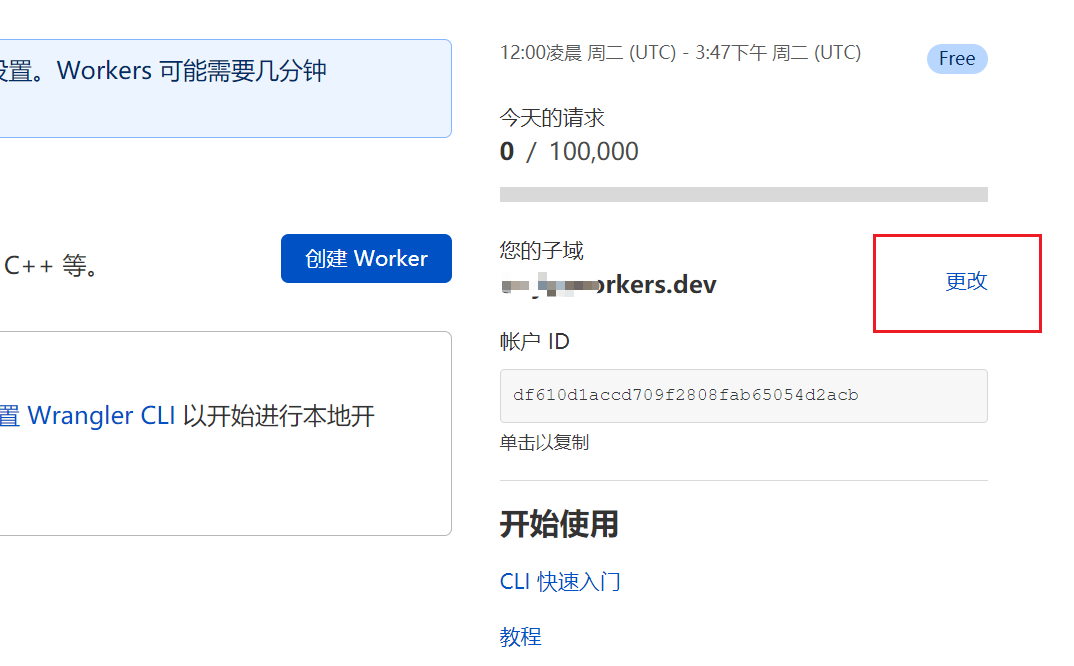 设置。Workers 可能需要几分钟
C++ 等。
创建 Worker
置 Wrangler CLI 以开始进行本地开
12:00凌晨 周二 (UTC) - 3:47下午 周二 (UTC)
Free
今天的请求
0 / 100,000
您的子域
orkers.dev
更改
帐户 ID
df610d1accd709f2808fab65054d2acb
单击以复制
开始使用
CLI 快速入门
教程